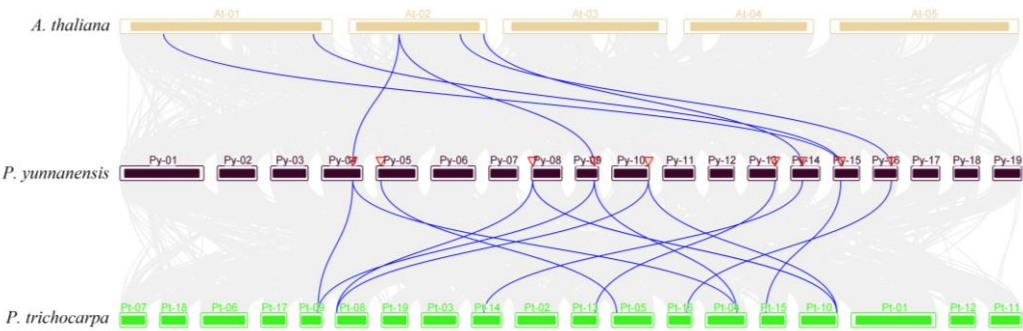 At-01 At-02 At-03 At-04 At-05
A. thaliana
Py-01 Py-02 Py-03 Py-04 Py-05 Py-06 Py-07 Py-08 Py-09 Py-10 Py-11 Py-12 Py-13 Py-14 Py-15 Py-16 Py-17 Py-18 Py-19
P. yunnanensis
Pt-07 Pt-18 Pt-06 Pt-17 Pt-09 Pt-08 Pt-19 Pt-03 Pt-14 Pt-02 Pt-13 Pt-05 Pt-16 Pt-04 Pt-15 Pt-10 Pt-01 Pt-12 Pt-11
P. trichocarpa